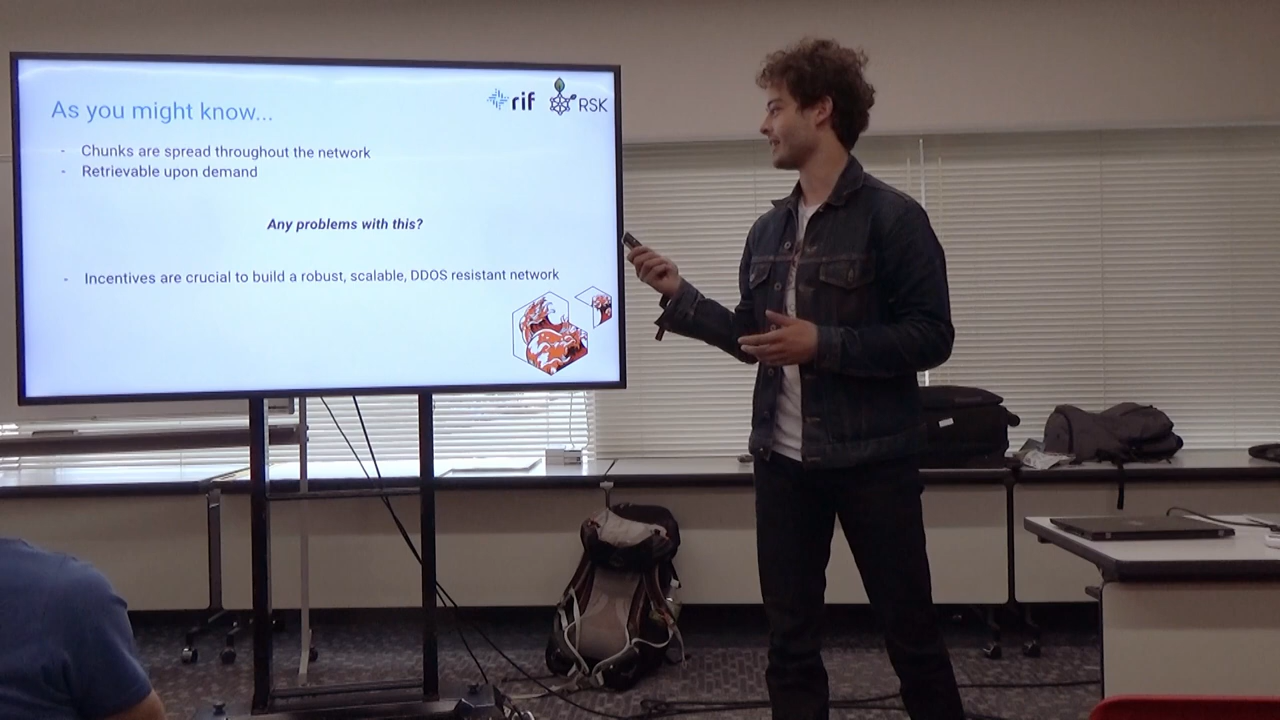 As you might know...
rif
RSK
- Chunks are spread throughout the network
- Retrievable upon demand
Any problems with this?
- Incentives are crucial to build a robust, scalable, DDOS resistant network